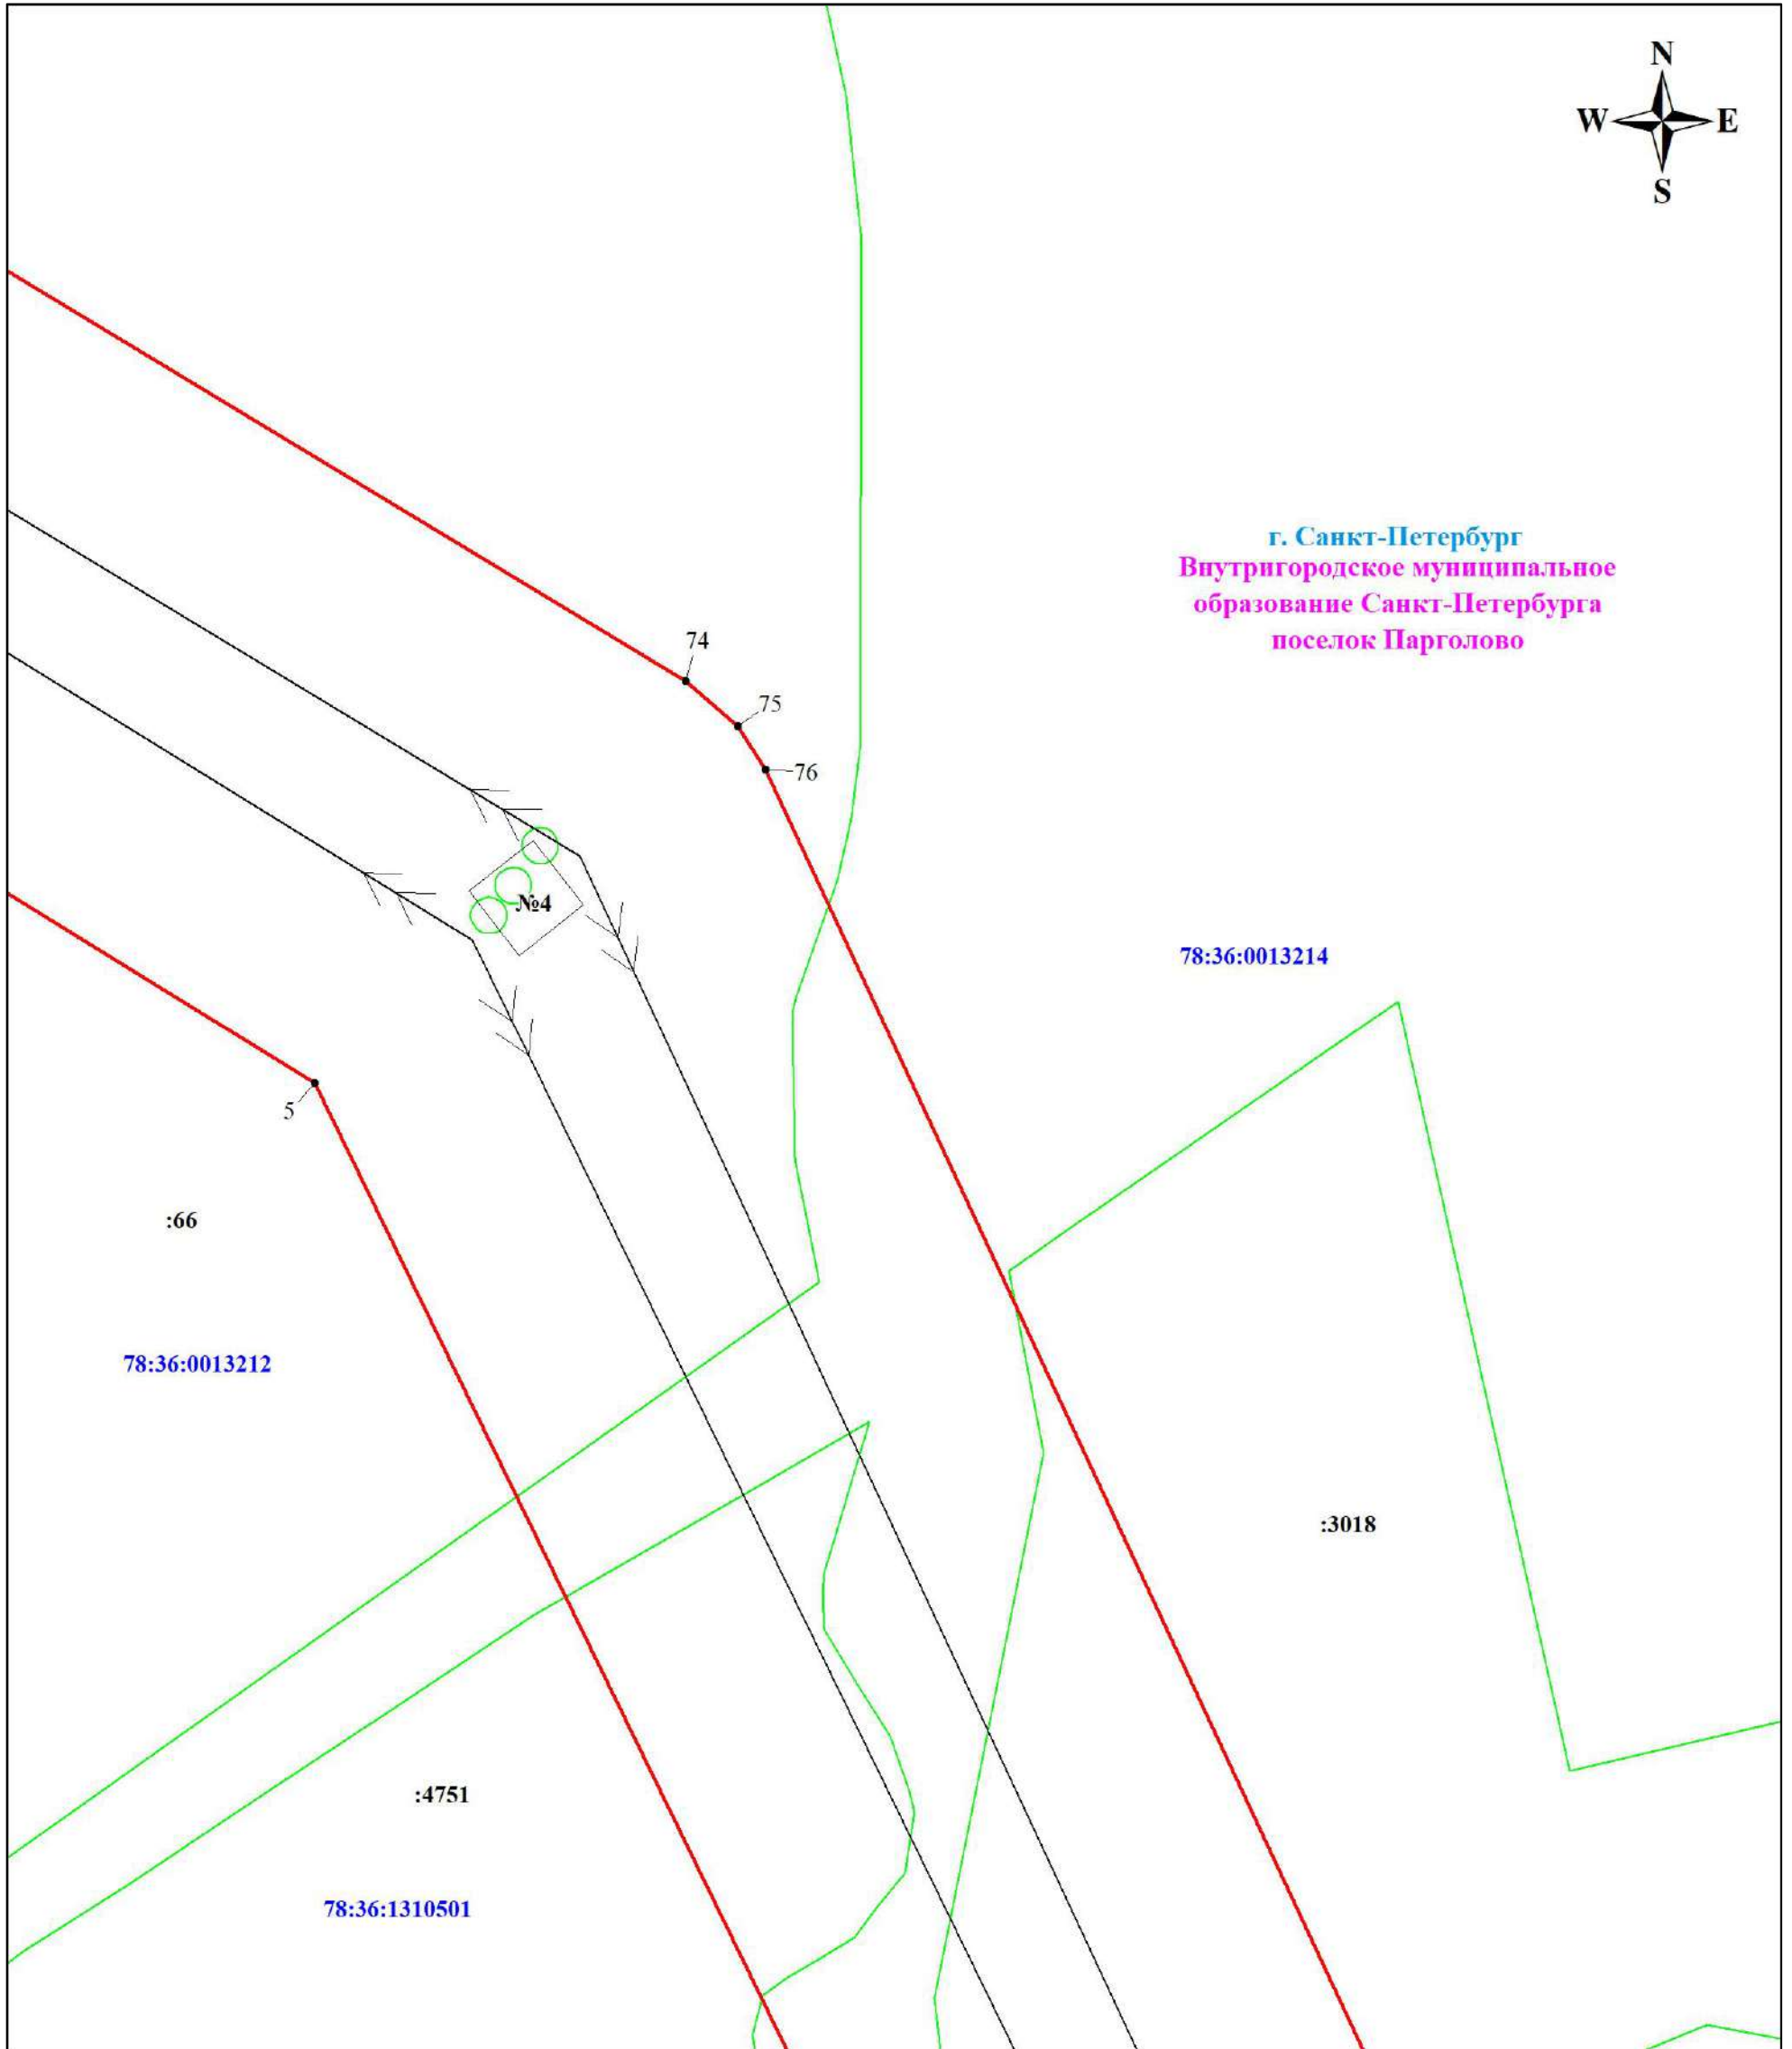 N
W E
S
г. Санкт-Петербург
Внутригородское муниципальное
образование Санкт-Петербурга
поселок Парголово
74
75
76
№4
78:36:0013214
5
:66
78:36:0013212
:3018
:4751
78:36:1310501